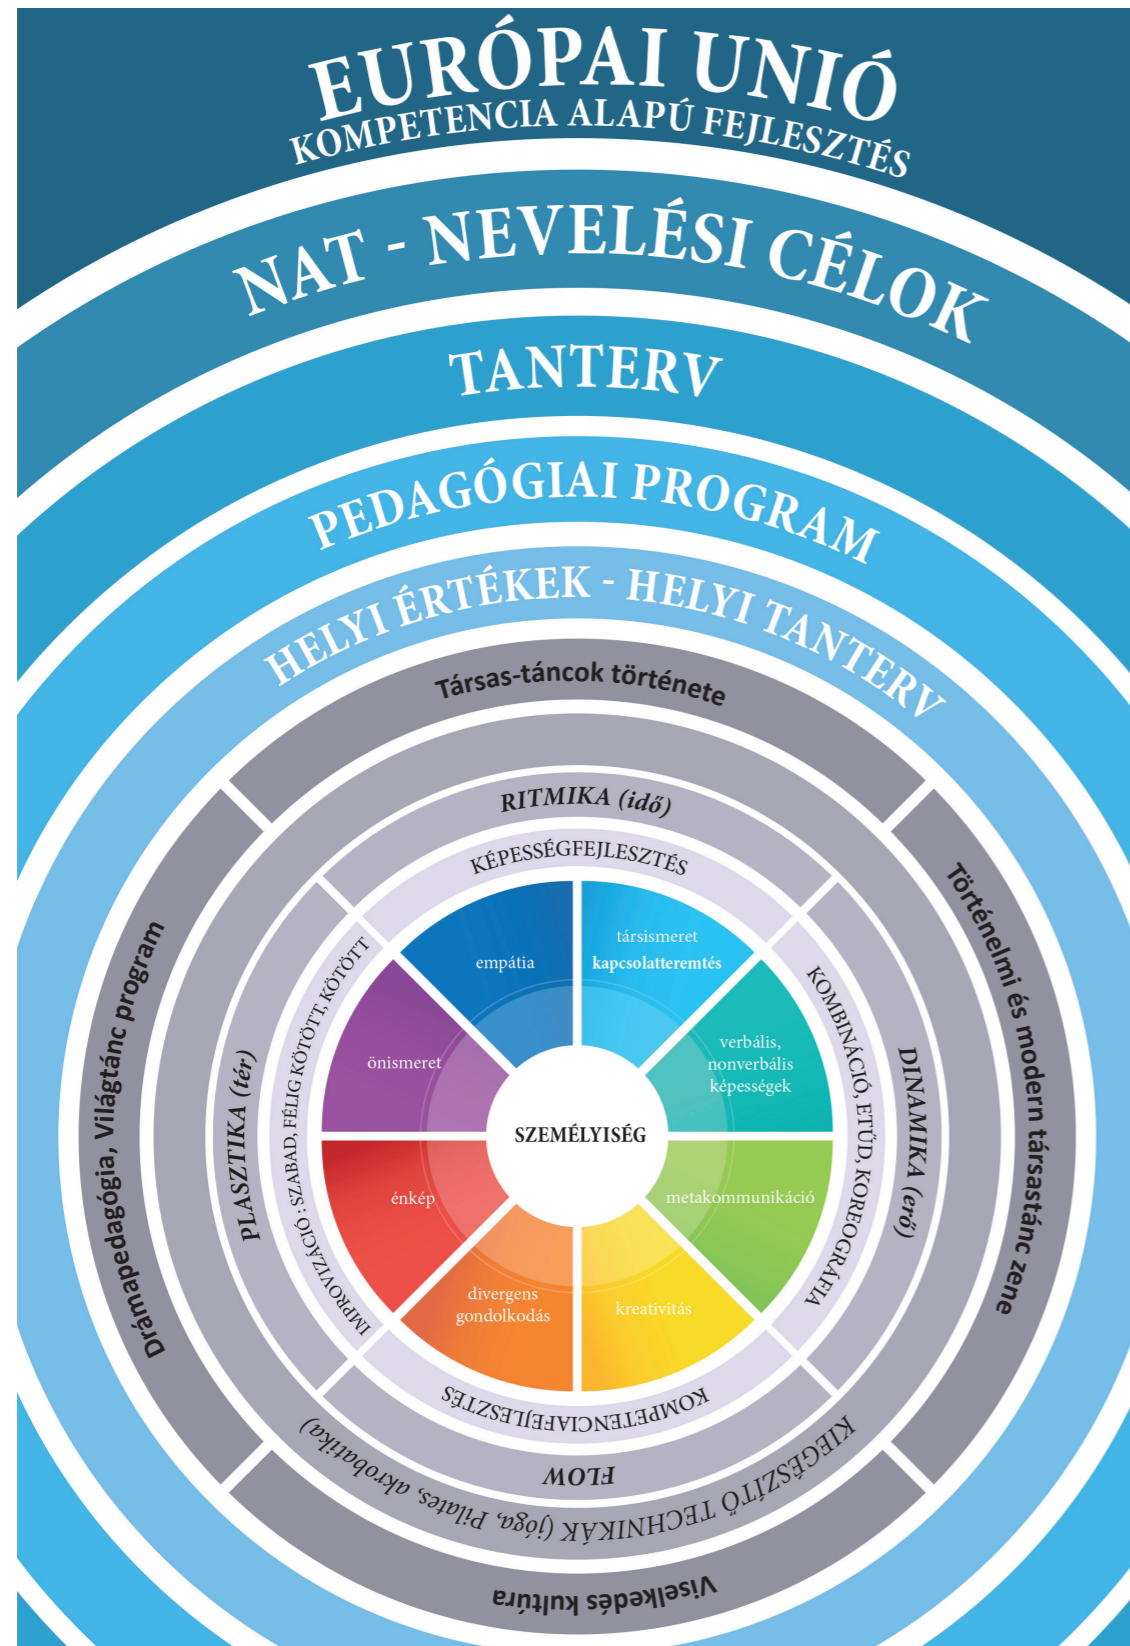 EURÓPAI UNIÓ
KOMPETENCIA ALAPÚ FEJLESZTÉS
NAT - NEVELÉSI CÉLOK
TANTERV
PEDAGÓGIAI PROGRAM
HELYI ÉRTÉKEK - HELYI TANTERV
Társas-táncok története
Történelmi és modern társastánc zene
Viselkedés kultúra
Drámapedagógia, Világtánc program
KIEGÉSZÍTŐ TECHNIKÁK (jóga, Pilates, akrobatika)
RITMIKA (idő)
DINAMIKA (erő)
FLOW
PLASZTIKA (tér)
KÉPESSÉGFEJLESZTÉS
KOMBINÁCIÓ, ETŰD, KOREOGRÁFIA
KOMPETENCIAFEJLESZTÉS
IMPROVIZÁCIÓ : SZABAD, FÉLIG KÖTÖTT, KÖTÖTT
empátia
társismeret
kapcsolatteremtés
verbális,
nonverbális
képességek
metakommunikáció
kreativitás
divergens
gondolkodás
énkép
önismeret
SZEMÉLYISÉG